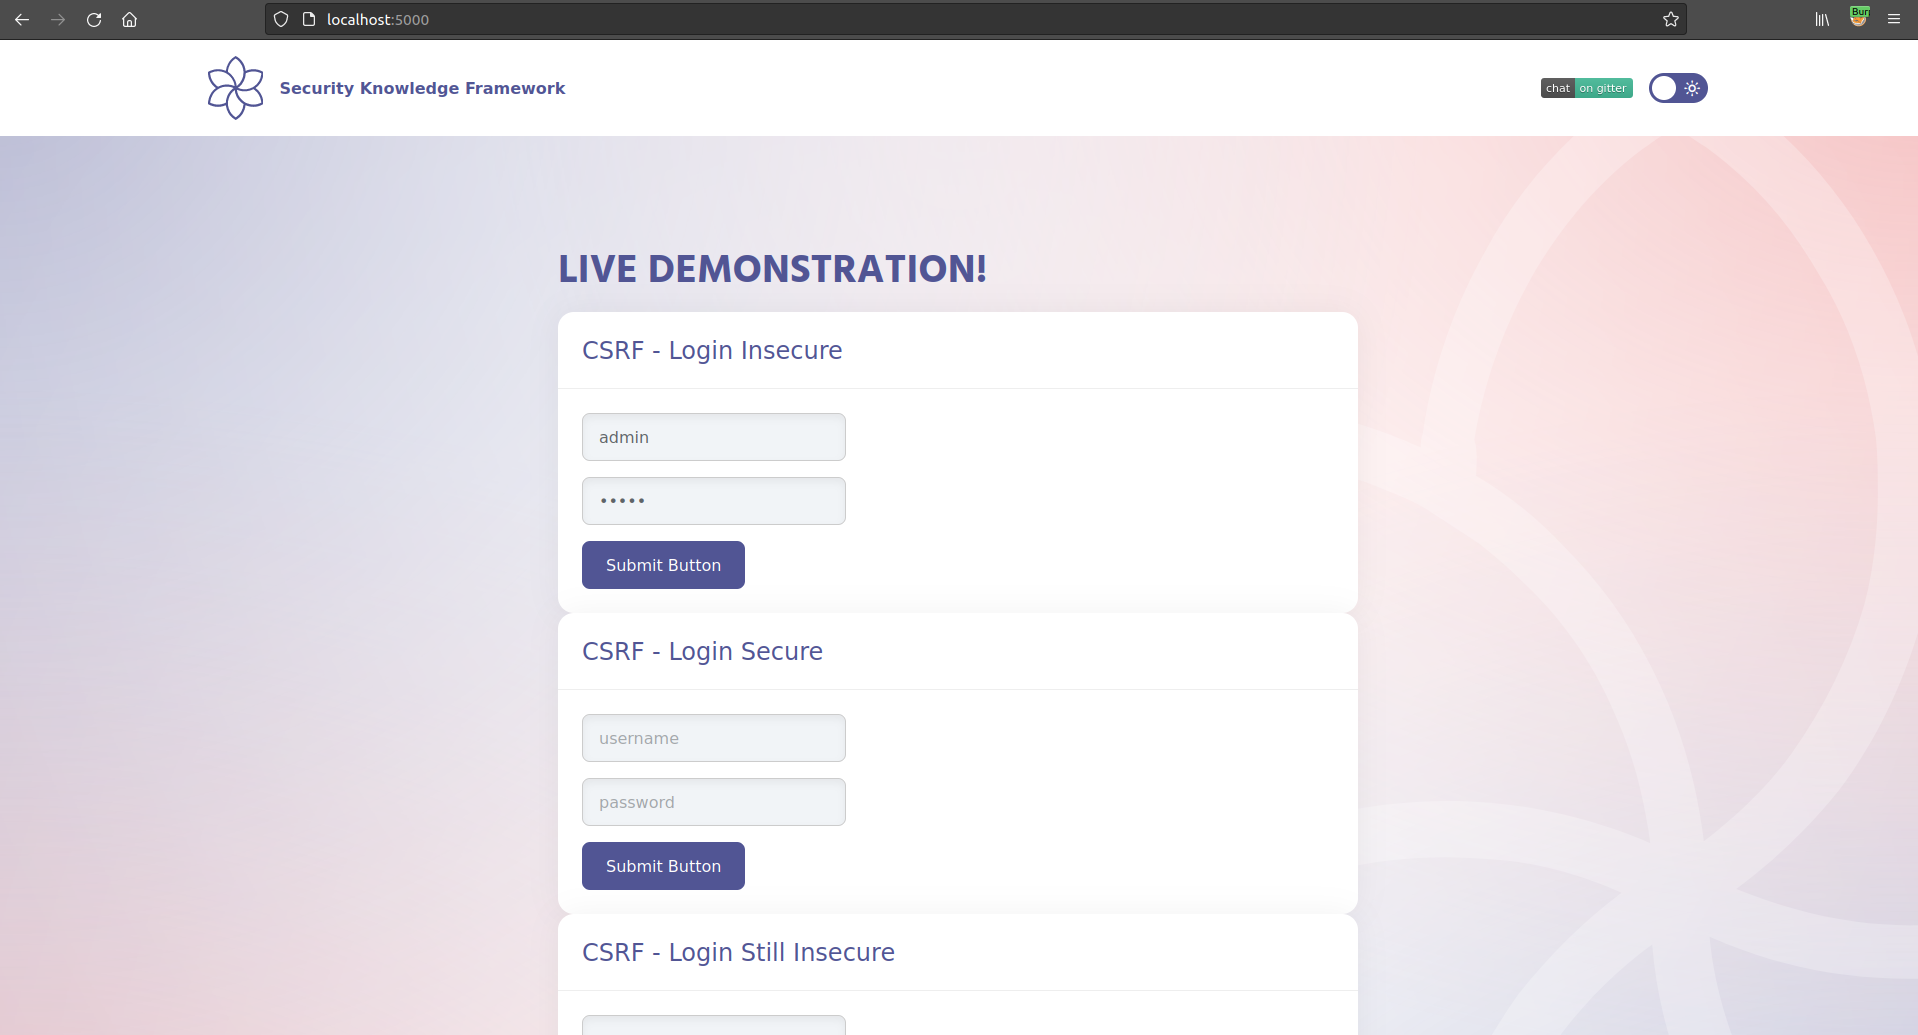 localhost:5000
Bur
Security Knowledge Framework
chat on gitter
LIVE DEMONSTRATION!
CSRF - Login Insecure
admin
•••••
Submit Button
CSRF - Login Secure
username
password
Submit Button
CSRF - Login Still Insecure